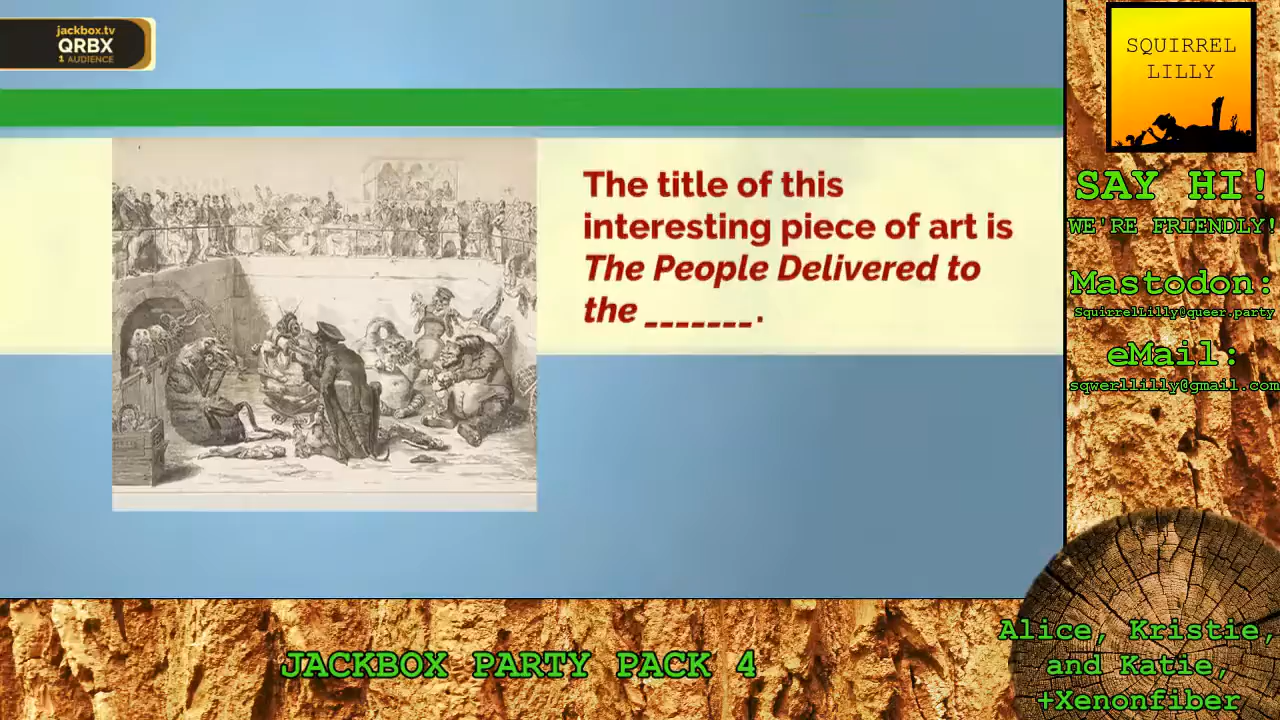 jackbox.tv
QRBX
1 AUDIENCE
The title of this
interesting piece of art is
The People Delivered to
the _______.
SQUIRREL
LILLY
SAY HI!
WE'RE FRIENDLY!
Mastodon:
SquirrelLilly@queer.party
eMail:
sqwerllilly@gmail.com
JACKBOX PARTY PACK 4
Alice, Kristie,
and Katie,
+Xenonfiber